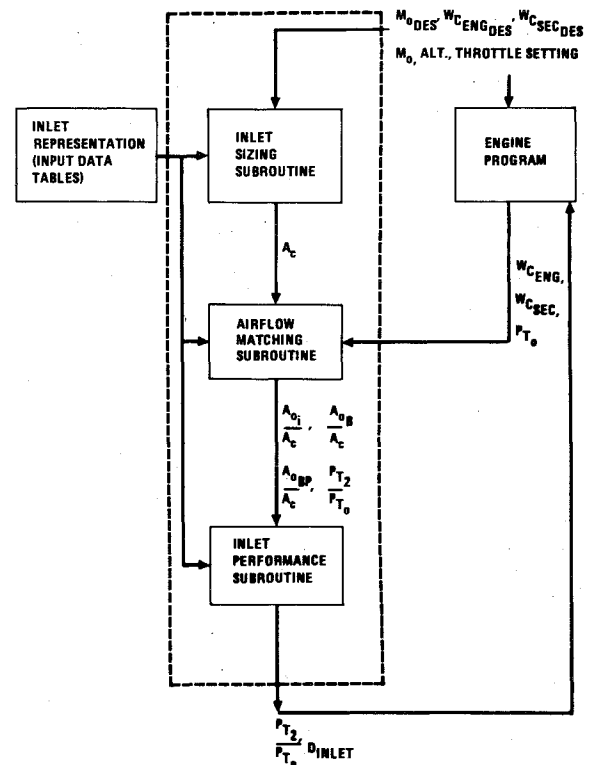 M₀DES, WCENGDES, WCSECDES
M₀, ALT., THROTTLE SETTING
INLET
REPRESENTATION
(INPUT DATA
TABLES)
INLET
SIZING
SUBROUTINE
ENGINE
PROGRAM
Ac
WCENG,
WCSEC,
PT₀
AIRFLOW
MATCHING
SUBROUTINE
A₀i/Ac, A₀B/Ac
A₀BP/Ac, PT₂/PT₀
INLET
PERFORMANCE
SUBROUTINE
PT₂/PT₀, DINLET